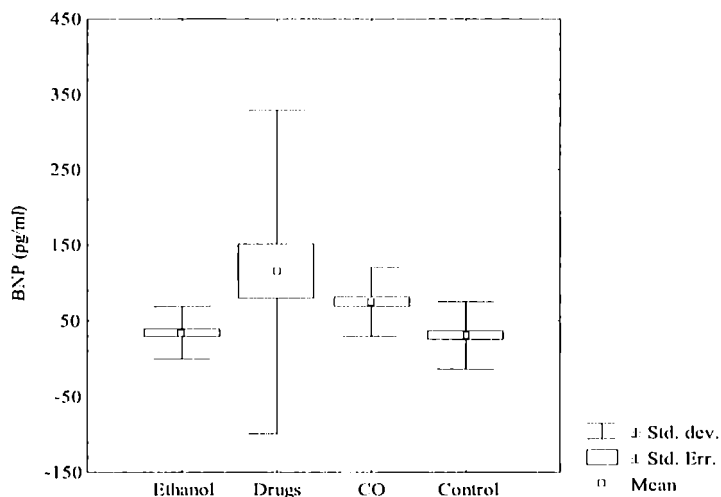 450
350
250
150
50
-50
-150
BNP (pg/ml)
Ethanol Drugs CO Control
± Std. dev.
± Std. Err.
Mean